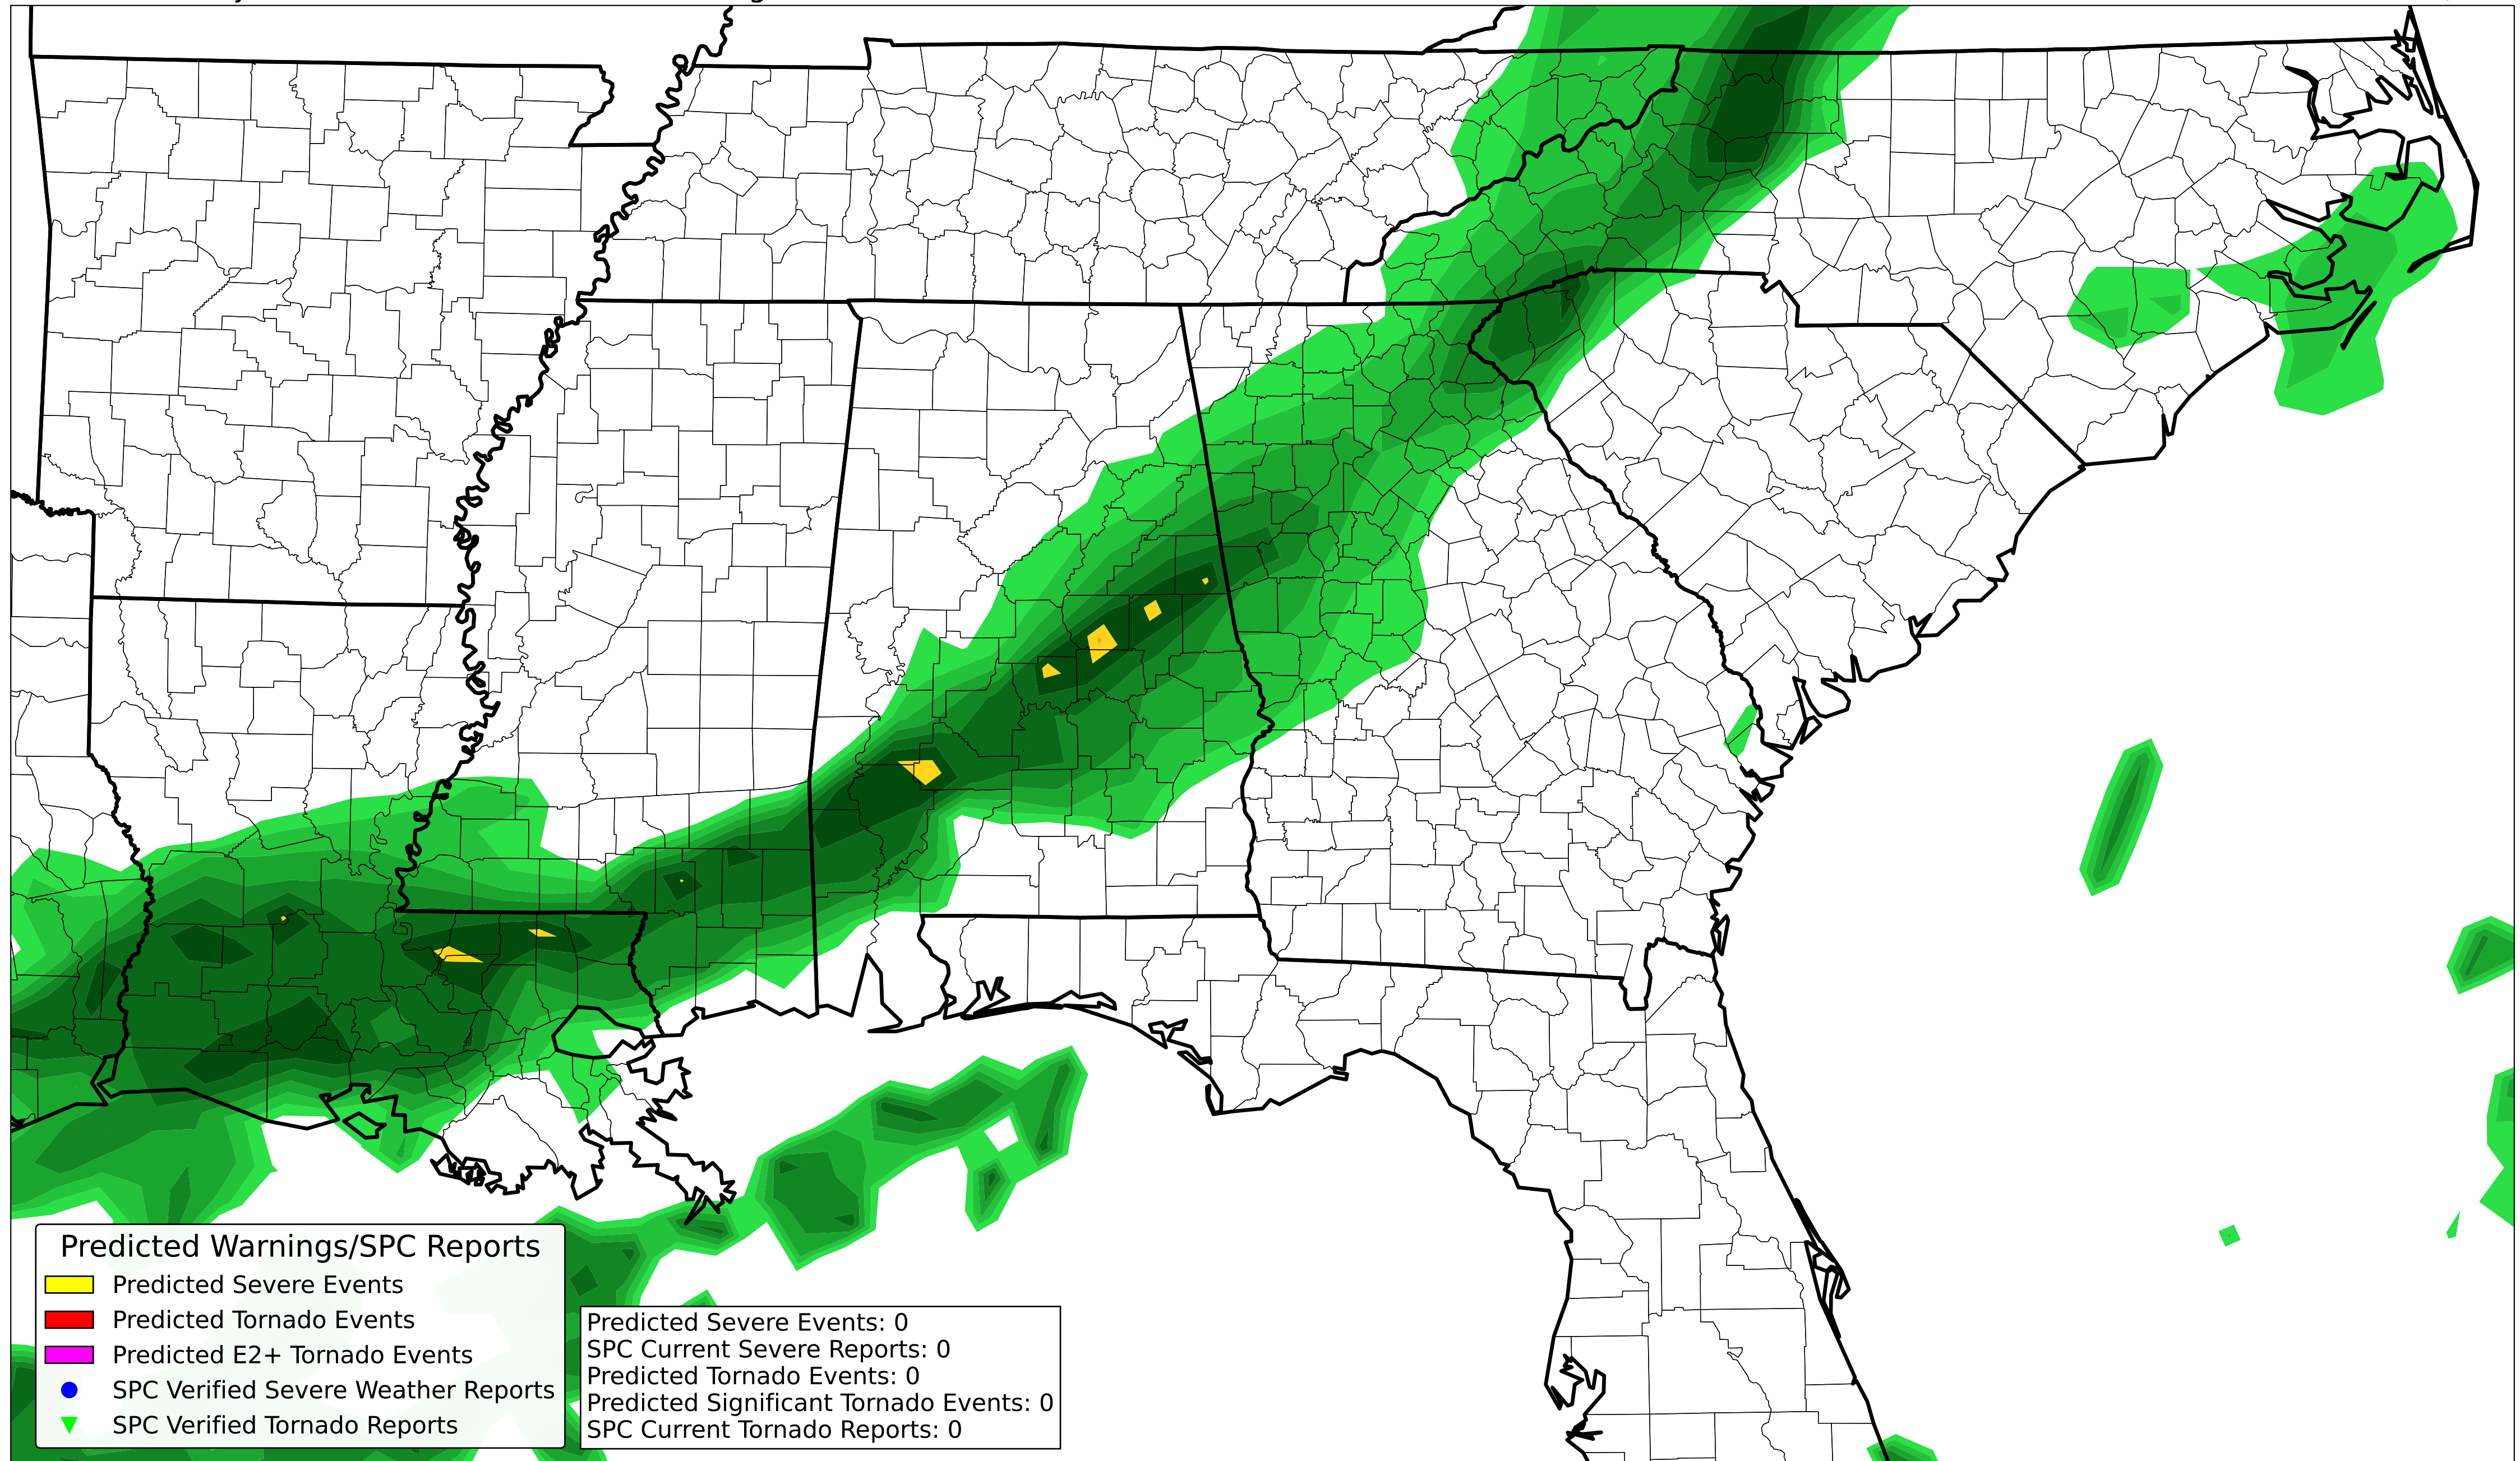 Predicted Warnings/SPC Reports
Predicted Severe Events
Predicted Tornado Events
Predicted E2+ Tornado Events
SPC Verified Severe Weather Reports
SPC Verified Tornado Reports
Predicted Severe Events: 0
SPC Current Severe Reports: 0
Predicted Tornado Events: 0
Predicted Significant Tornado Events: 0
SPC Current Tornado Reports: 0